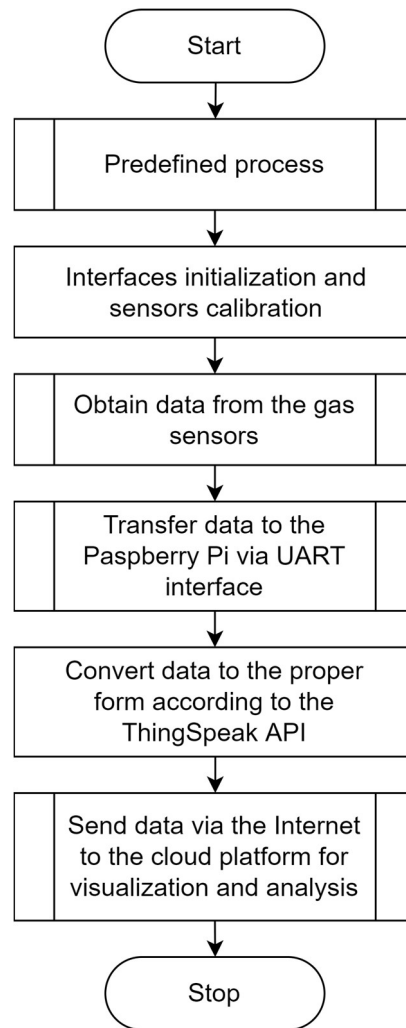 Start
Predefined process
Interfaces initialization and
sensors calibration
Obtain data from the gas
sensors
Transfer data to the
Paspberry Pi via UART
interface
Convert data to the proper
form according to the
ThingSpeak API
Send data via the Internet
to the cloud platform for
visualization and analysis
Stop